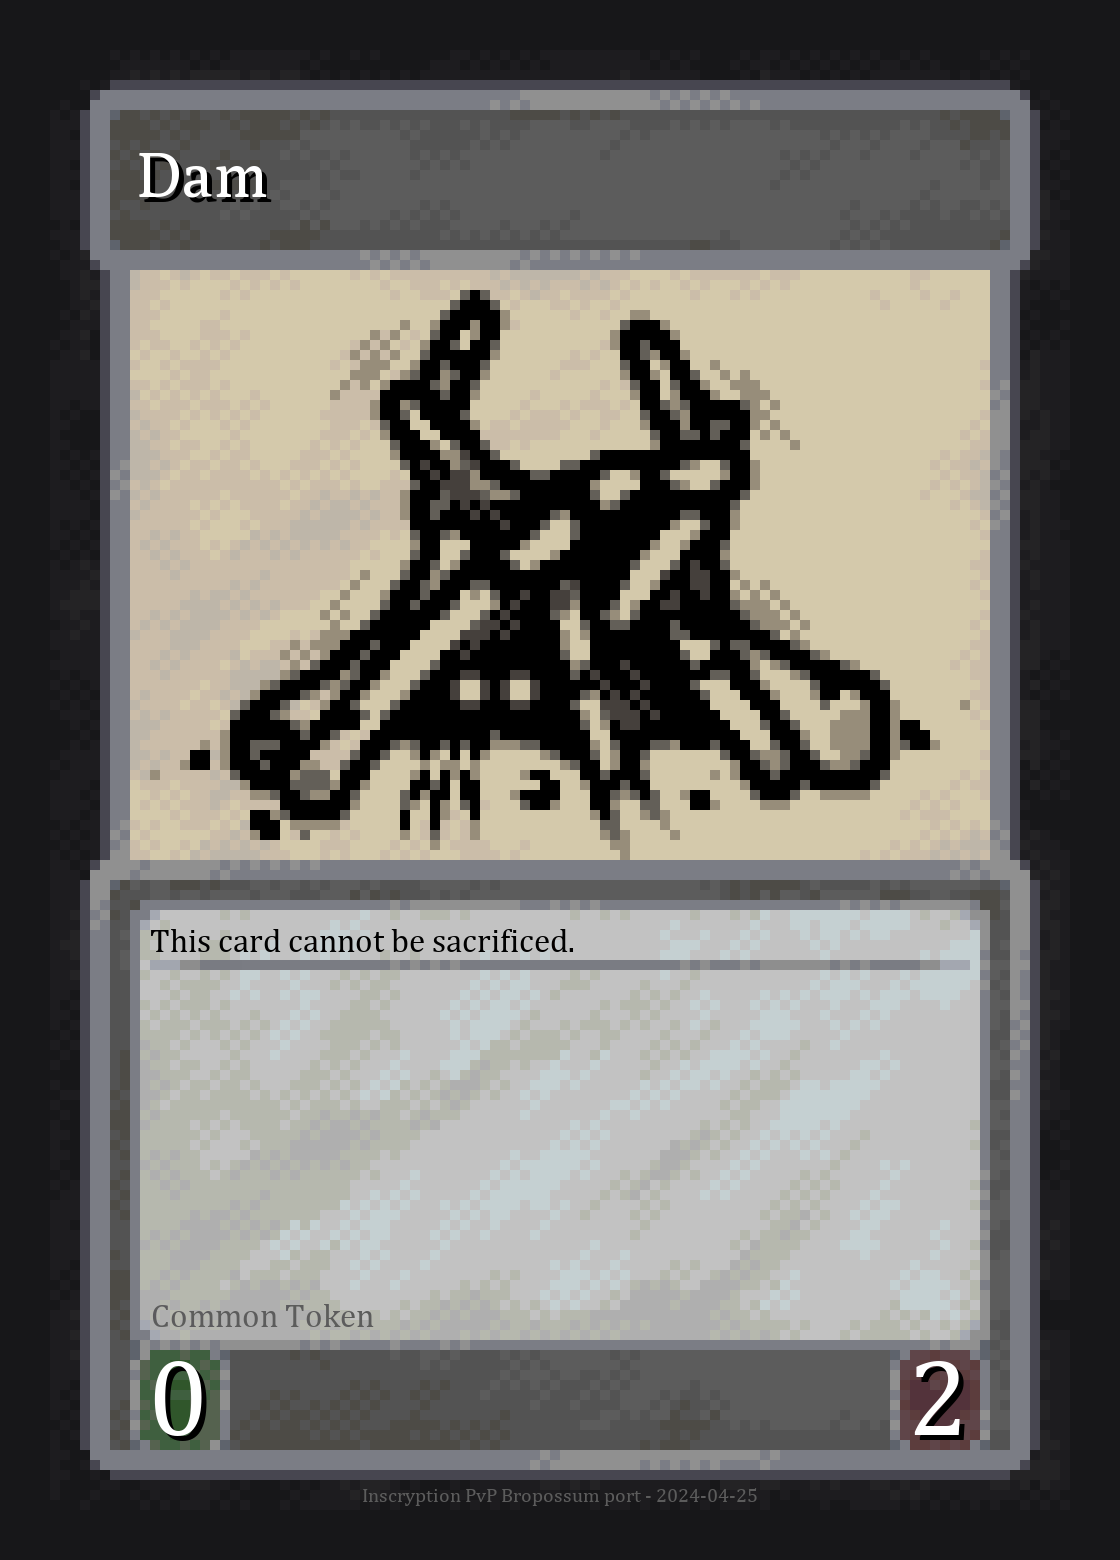 Dam
This card cannot be sacrificed.
Common Token
0
2
Inscryption PvP Bropossum port - 2024-04-25